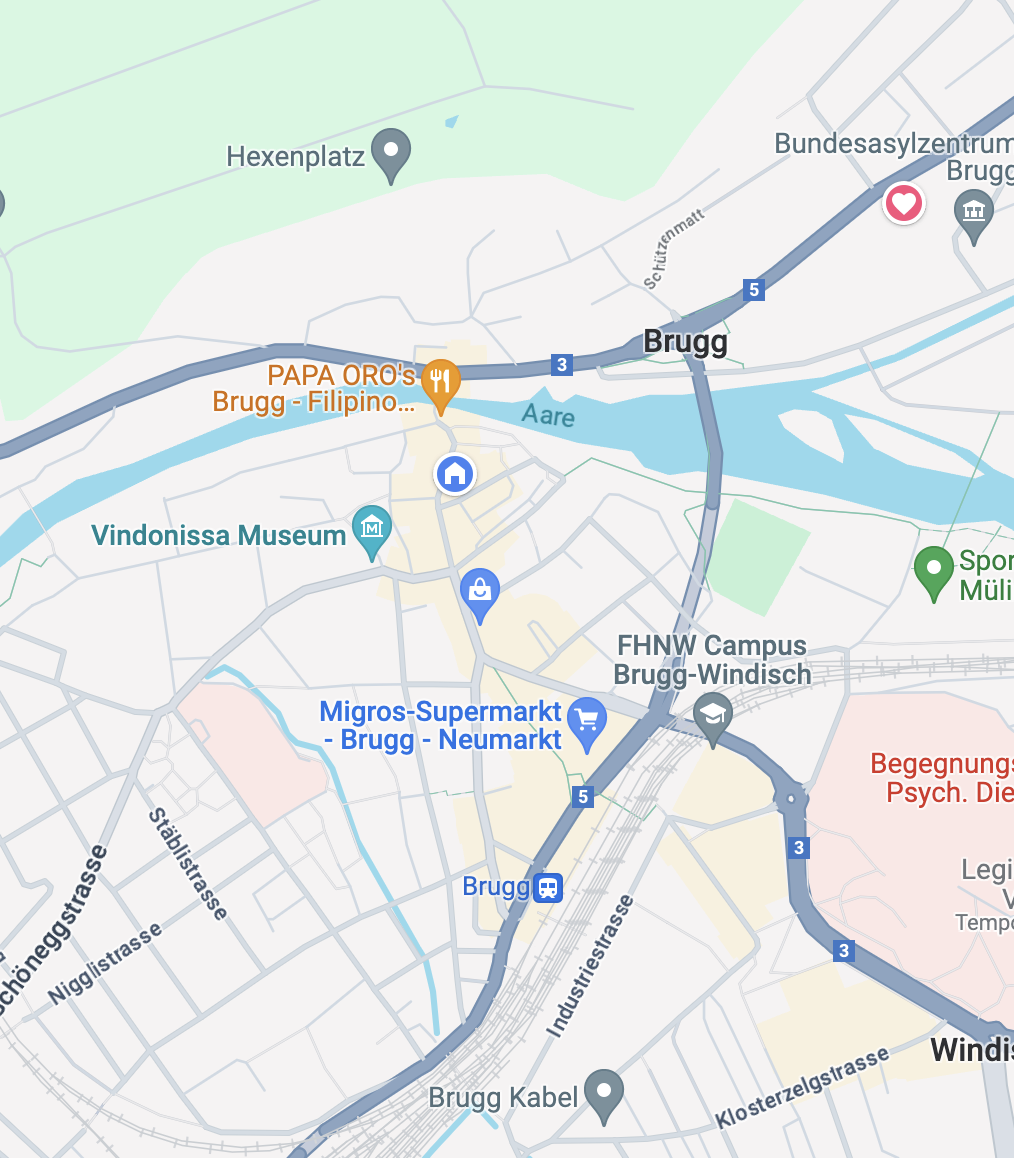 Bundesasylzentrum
Brugg
Hexenplatz
Schützenmatt
5
Brugg
3
PAPA ORO's
Brugg - Filipino...
Aare
Vindonissa Museum
M
Spor
Müli
FHNW Campus
Brugg-Windisch
Migros-Supermarkt
- Brugg - Neumarkt
Begegnungs
Psych. Die
5
Stäblistrasse
3
Schöneggstrasse
Legi
V
Tempo
Brugg
Industriestrasse
Nigglistrasse
3
Windis
Klosterzelgstrasse
Brugg Kabel